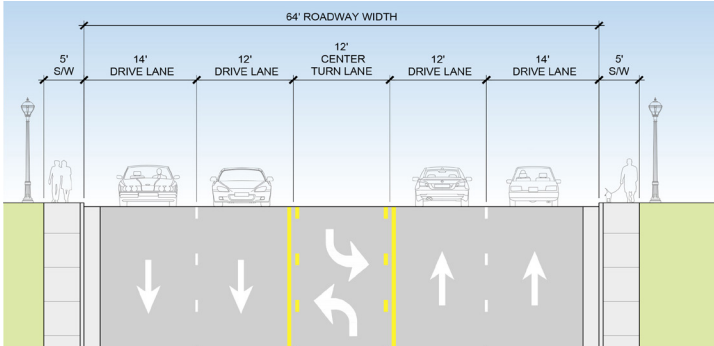 64' ROADWAY WIDTH
5'
S/W
14'
DRIVE LANE
12'
DRIVE LANE
12'
CENTER
TURN LANE
12'
DRIVE LANE
14'
DRIVE LANE
5'
S/W